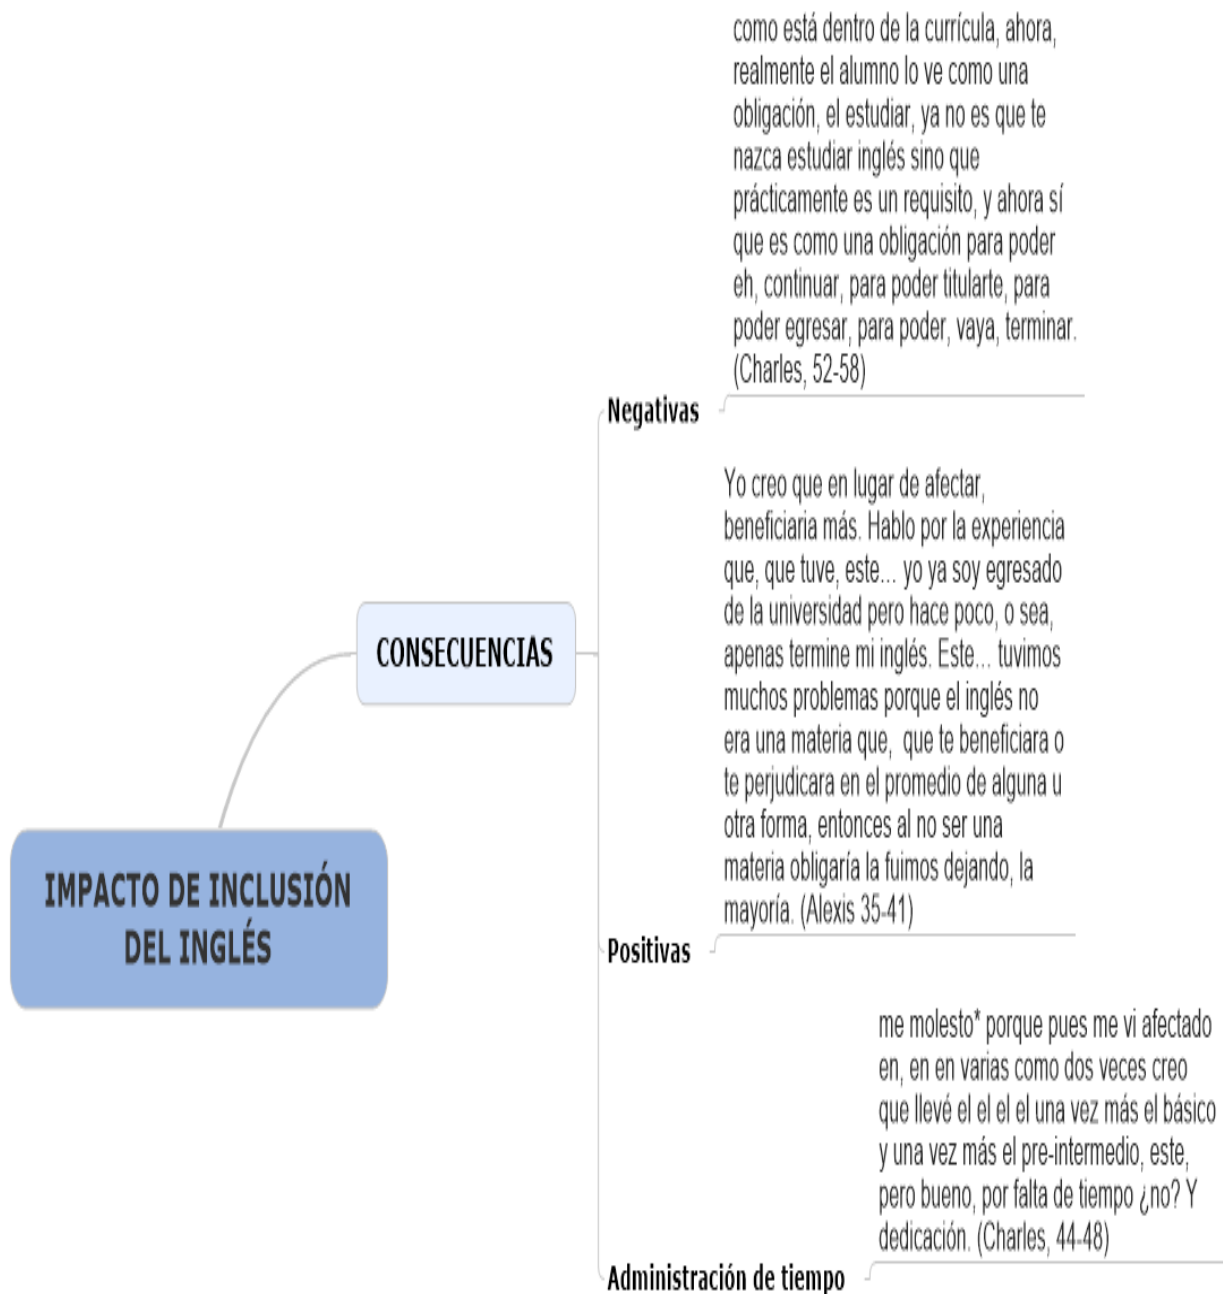 como está dentro de la currícula, ahora,
realmente el alumno lo ve como una
obligación, el estudiar, ya no es que te
nazca estudiar inglés sino que
prácticamente es un requisito, y ahora sí
que es como una obligación para poder
eh, continuar, para poder titularte, para
poder egresar, para poder, vaya, terminar.
(Charles, 52-58)
Negativas
Yo creo que en lugar de afectar,
beneficiaria más. Hablo por la experiencia
que, que tuve, este... yo ya soy egresado
de la universidad pero hace poco, o sea,
apenas termine mi inglés. Este... tuvimos
muchos problemas porque el inglés no
era una materia que,  que te beneficiara o
te perjudicara en el promedio de alguna u
otra forma, entonces al no ser una
materia obligaría la fuimos dejando, la
mayoría. (Alexis 35-41)
Positivas
CONSECUENCIAS
IMPACTO DE INCLUSIÓN
DEL INGLÉS
me molesto* porque pues me vi afectado
en, en en varias como dos veces creo
que llevé el el el el una vez más el básico
y una vez más el pre-intermedio, este,
pero bueno, por falta de tiempo ¿no? Y
dedicación. (Charles, 44-48)
Administración de tiempo